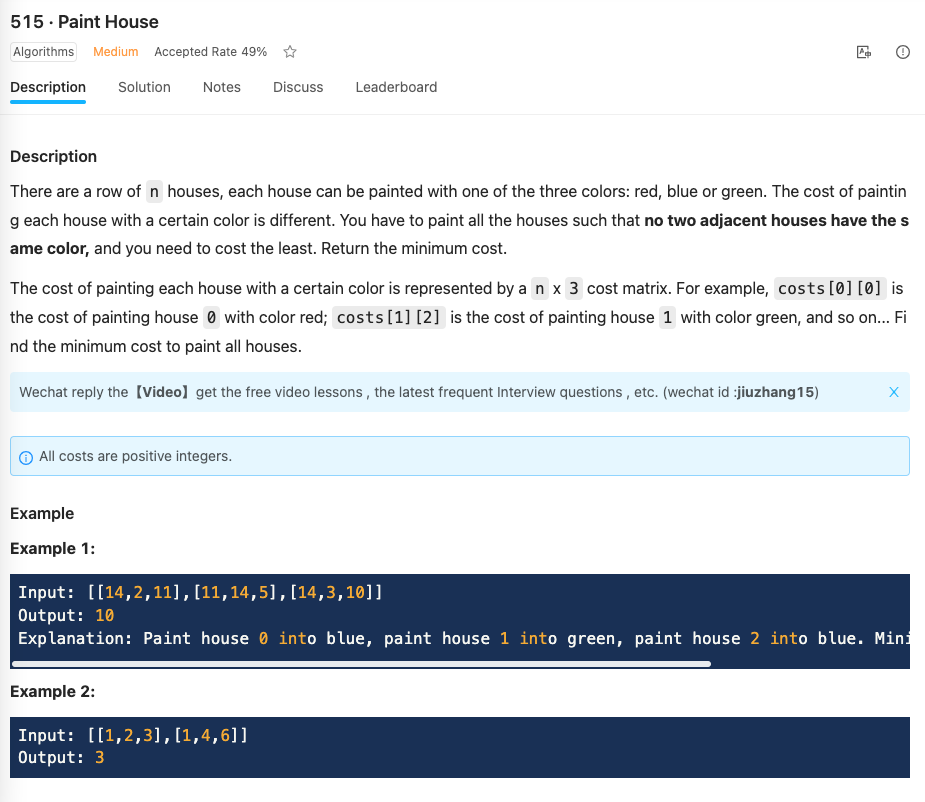 515 · Paint House
Algorithms Medium Accepted Rate 49%
Description Solution Notes Discuss Leaderboard
Description
There are a row of n houses, each house can be painted with one of the three colors: red, blue or green. The cost of paintin
g each house with a certain color is different. You have to paint all the houses such that no two adjacent houses have the s
ame color, and you need to cost the least. Return the minimum cost.
The cost of painting each house with a certain color is represented by a n x 3 cost matrix. For example, costs[0][0] is
the cost of painting house 0 with color red; costs[1][2] is the cost of painting house 1 with color green, and so on... Fi
nd the minimum cost to paint all houses.
Wechat reply the【Video】get the free video lessons , the latest frequent Interview questions , etc. (wechat id :jiuzhang15)
All costs are positive integers.
Example
Example 1:
Input: [[14,2,11],[11,14,5],[14,3,10]]
Output: 10
Explanation: Paint house 0 into blue, paint house 1 into green, paint house 2 into blue. Mini
Example 2:
Input: [[1,2,3],[1,4,6]]
Output: 3